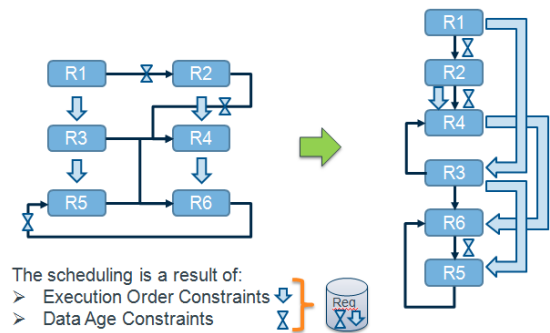 R1
R2
R3
R4
R5
R6
R1
R2
R4
R3
R6
R5
The scheduling is a result of:
➢ Execution Order Constraints
➢ Data Age Constraints
Req